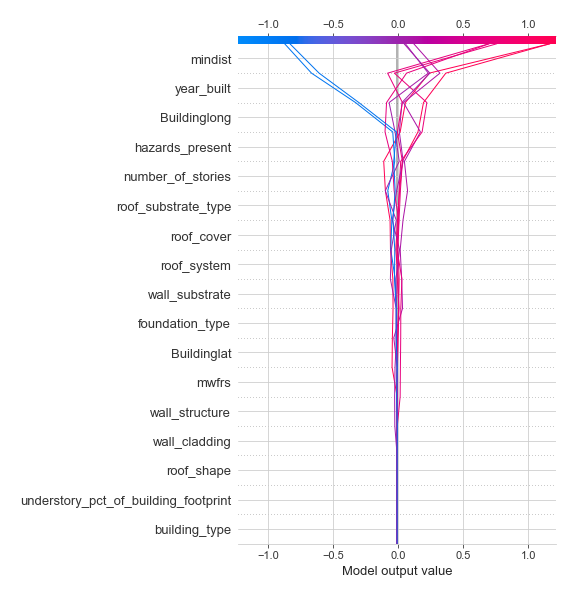 −1.0 −0.5 0.0 0.5 1.0
mindist
year_built
Buildinglong
hazards_present
number_of_stories
roof_substrate_type
roof_cover
roof_system
wall_substrate
foundation_type
Buildinglat
mwfrs
wall_structure
wall_cladding
roof_shape
understory_pct_of_building_footprint
building_type
−1.0 −0.5 0.0 0.5 1.0
Model output value